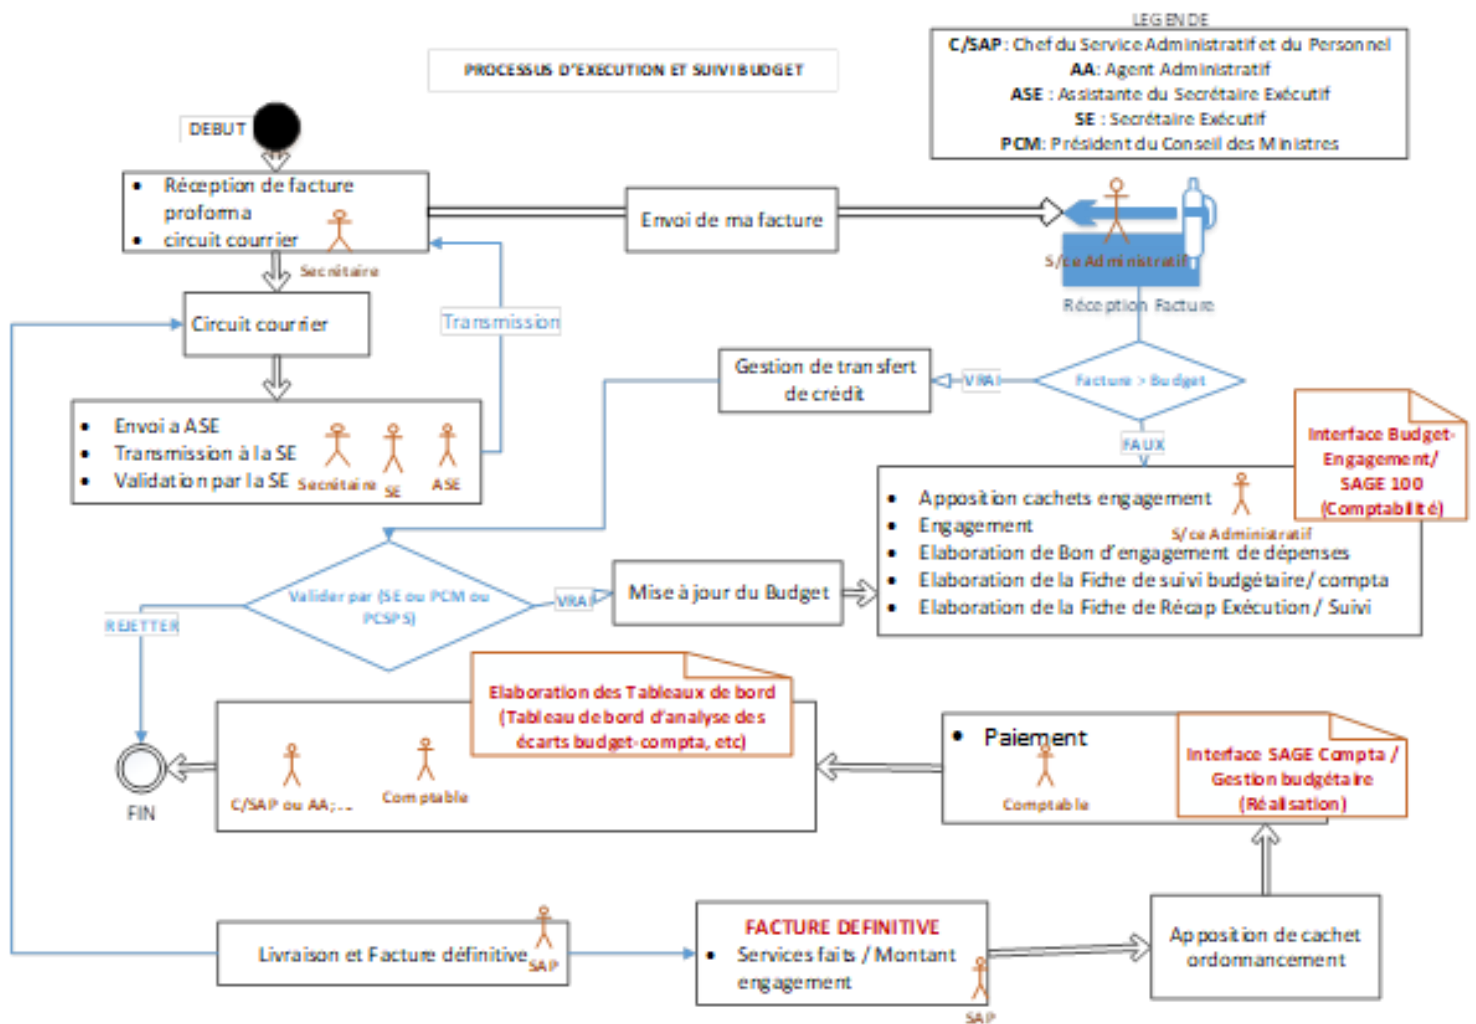 LEGENDE
C/SAP: Chef du Service Administratif et du Personnel
AA: Agent Administratif
ASE : Assistante du Secrétaire Exécutif
SE : Secrétaire Exécutif
PCM: Président du Conseil des Ministres
PROCESSUS D'EXECUTION ET SUIVI BUDGET
DEBUT
• Réception de facture
proforma
• circuit courrier
Secrétaire
Envoi de ma facture
S/ce Administratif
Réception Facture
Circuit courrier
Transmission
Gestion de transfert
de crédit
VRAI
Facture > Budget
FAUX
• Envoi a ASE
• Transmission à la SE
• Validation par la SE
Secrétaire
SE
ASE
Interface Budget-
Engagement/
SAGE 100
(Comptabilité)
• Apposition cachets engagement
• Engagement
S/ce Administratif
• Elaboration de Bon d'engagement de dépenses
• Elaboration de la Fiche de suivi budgétaire/ compta
• Elaboration de la Fiche de Récap Exécution / Suivi
Valider par (SE ou PCM ou
PCSPS)
VRAI
Mise à jour du Budget
REJETTER
Elaboration des Tableaux de bord
(Tableau de bord d'analyse des
écarts budget-compta, etc)
C/SAP ou AA;...
Comptable
FIN
• Paiement
Comptable
Interface SAGE Compta /
Gestion budgétaire
(Réalisation)
Livraison et Facture définitive
SAP
FACTURE DEFINITIVE
• Services faits / Montant
engagement
SAP
Apposition de cachet
ordonnancement